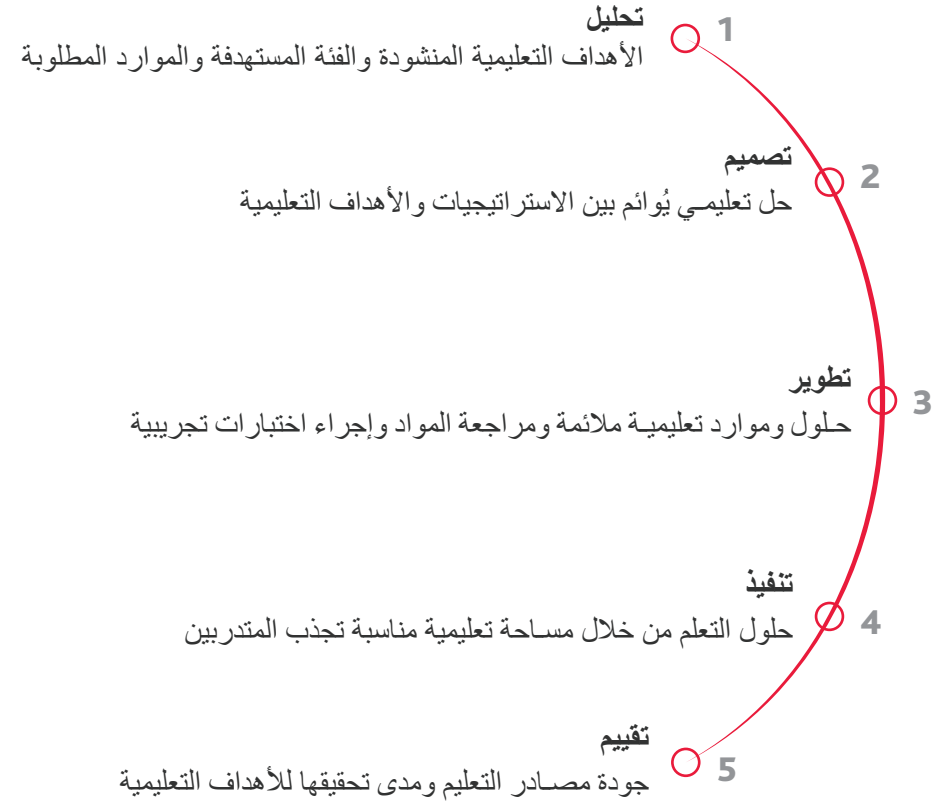 1
تحليل
الأهداف التعليمية المنشودة والفئة المستهدفة والموارد المطلوبة
2
تصميم
حل تعليمـي يُوائم بين الاستراتيجيات والأهداف التعليمية
3
تطوير
حـلول وموارد تعليميـة ملائمة ومراجعة المواد وإجراء اختبارات تجريبية
4
تنفيذ
حلول التعلم من خلال مسـاحة تعليمية مناسبة تجذب المتدربين
5
تقييم
جودة مصـادر التعليم ومدى تحقيقها للأهداف التعليمية